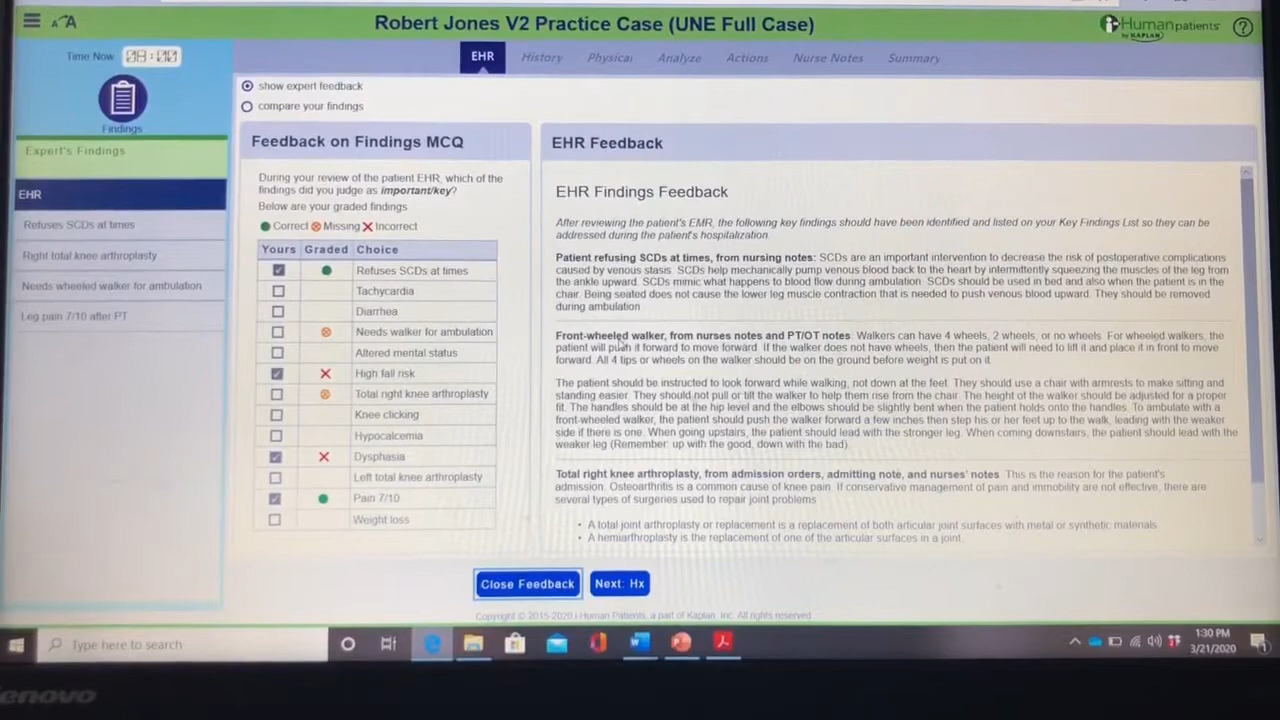 Robert Jones V2 Practice Case (UNE Full Case)
Human patients
by KAPLAN
?
Time Now 08:00
EHR History Physical Analyze Actions Nurse Notes Summary
Findings
Expert's Findings
EHR
Refuses SCDs at times
Right total knee arthroplasty
Needs wheeled walker for ambulation
Leg pain 7/10 after PT
show expert feedback
compare your findings
Feedback on Findings MCQ
During your review of the patient EHR, which of the
findings did you judge as important/key?
Below are your graded findings
Correct Missing Incorrect
Yours Graded Choice
Refuses SCDs at times
Tachycardia
Diarrhea
Needs walker for ambulation
Altered mental status
High fall risk
Total right knee arthroplasty
Knee clicking
Hypocalcemia
Dysphasia
Left total knee arthroplasty
Pain 7/10
Weight loss
EHR Feedback
EHR Findings Feedback
After reviewing the patient's EMR, the following key findings should have been identified and listed on your Key Findings List so they can be
addressed during the patient's hospitalization.
Patient refusing SCDs at times, from nursing notes: SCDs are an important intervention to decrease the risk of postoperative complications
caused by venous stasis. SCDs help mechanically pump venous blood back to the heart by intermittently squeezing the muscles of the leg from
the ankle upward. SCDs mimic what happens to blood flow during ambulation. SCDs should be used in bed and also when the patient is in the
chair. Being seated does not cause the lower leg muscle contraction that is needed to push venous blood upward. They should be removed
during ambulation
Front-wheeled walker, from nurses notes and PT/OT notes. Walkers can have 4 wheels, 2 wheels, or no wheels. For wheeled walkers, the
patient will push it forward to move forward. If the walker does not have wheels, then the patient will need to lift it and place it in front to move
forward. All 4 tips or wheels on the walker should be on the ground before weight is put on it.
The patient should be instructed to look forward while walking, not down at the feet. They should use a chair with armrests to make sitting and
standing easier. They should not pull or tilt the walker to help them rise from the chair. The height of the walker should be adjusted for a proper
fit. The handles should be at the hip level and the elbows should be slightly bent when the patient holds onto the handles. To ambulate with a
front-wheeled walker, the patient should push the walker forward a few inches then step his or her feet up to the walk, leading with the weaker
side if there is one. When going upstairs, the patient should lead with the stronger leg. When coming downstairs, the patient should lead with the
weaker leg (Remember: up with the good, down with the bad).
Total right knee arthroplasty, from admission orders, admitting note, and nurses' notes. This is the reason for the patient's
admission. Osteoarthritis is a common cause of knee pain. If conservative management of pain and immobility are not effective, there are
several types of surgeries used to repair joint problems
• A total joint arthroplasty or replacement is a replacement of both articular joint surfaces with metal or synthetic materials
• A hemiarthroplasty is the replacement of one of the articular surfaces in a joint.
Close Feedback Next: Hx
Copyright © 2015-2020 i-Human Patients, a part of Kaplan, Inc. All rights reserved
Type here to search
1:30 PM
3/21/2020
enovo